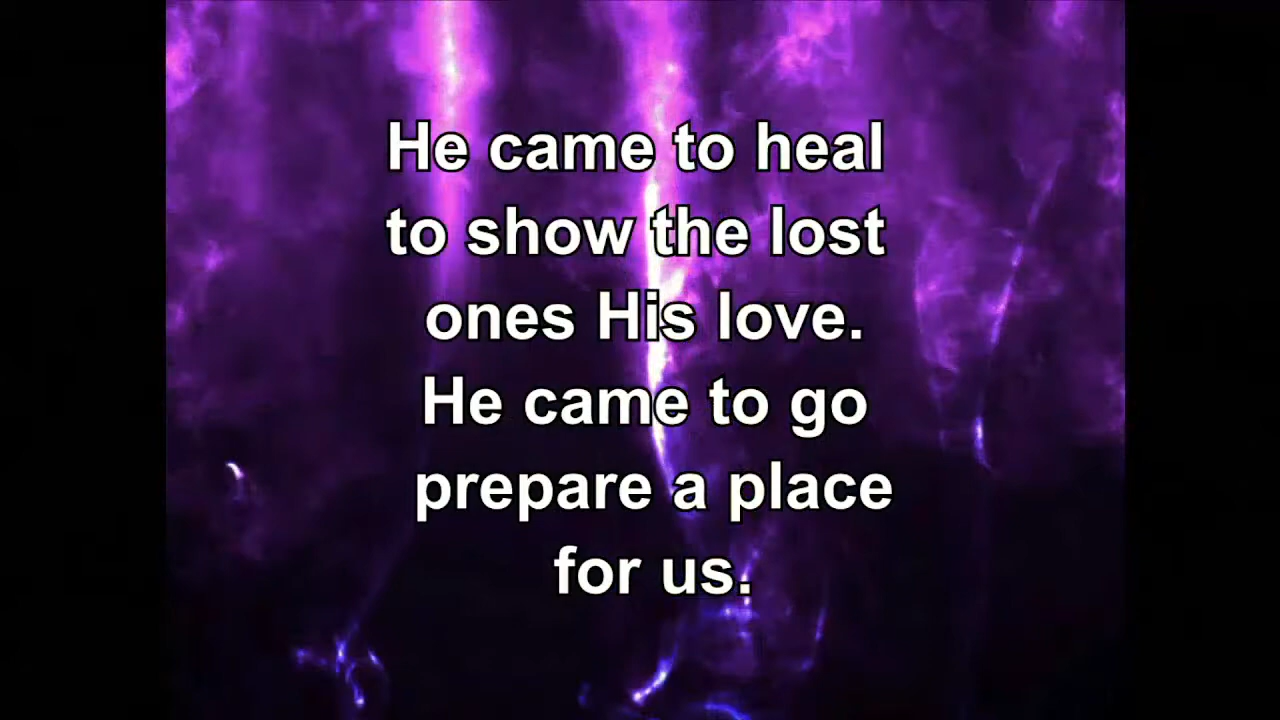 He came to heal
to show the lost
ones His love.
He came to go
prepare a place
for us.